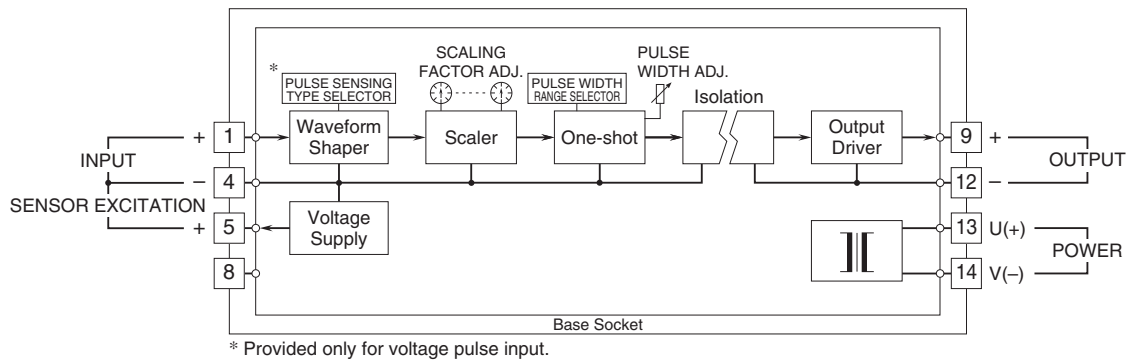 SCALING
FACTOR ADJ.
PULSE
WIDTH ADJ.
*
PULSE SENSING
TYPE SELECTOR
PULSE WIDTH
RANGE SELECTOR
Isolation
INPUT
+
1
Waveform
Shaper
Scaler
One-shot
Output
Driver
9
+
OUTPUT
−
4
12
−
SENSOR EXCITATION
+
5
Voltage
Supply
13
U(+)
POWER
8
14
V(−)
Base Socket
* Provided only for voltage pulse input.